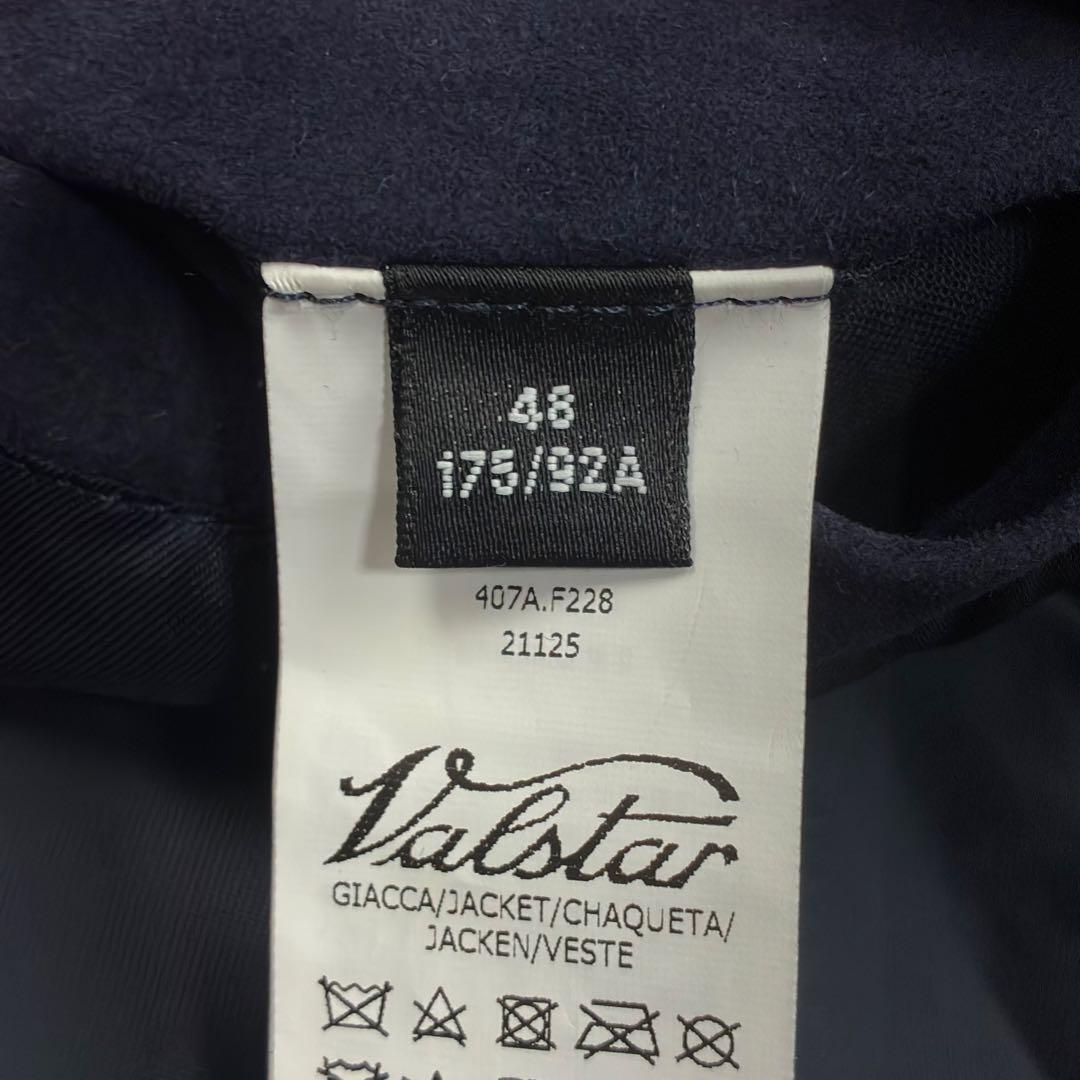 48
175/92A
407A.F228
21125
Valstar
GIACCA/JACKET/CHAQUETA/
JACKEN/VESTE